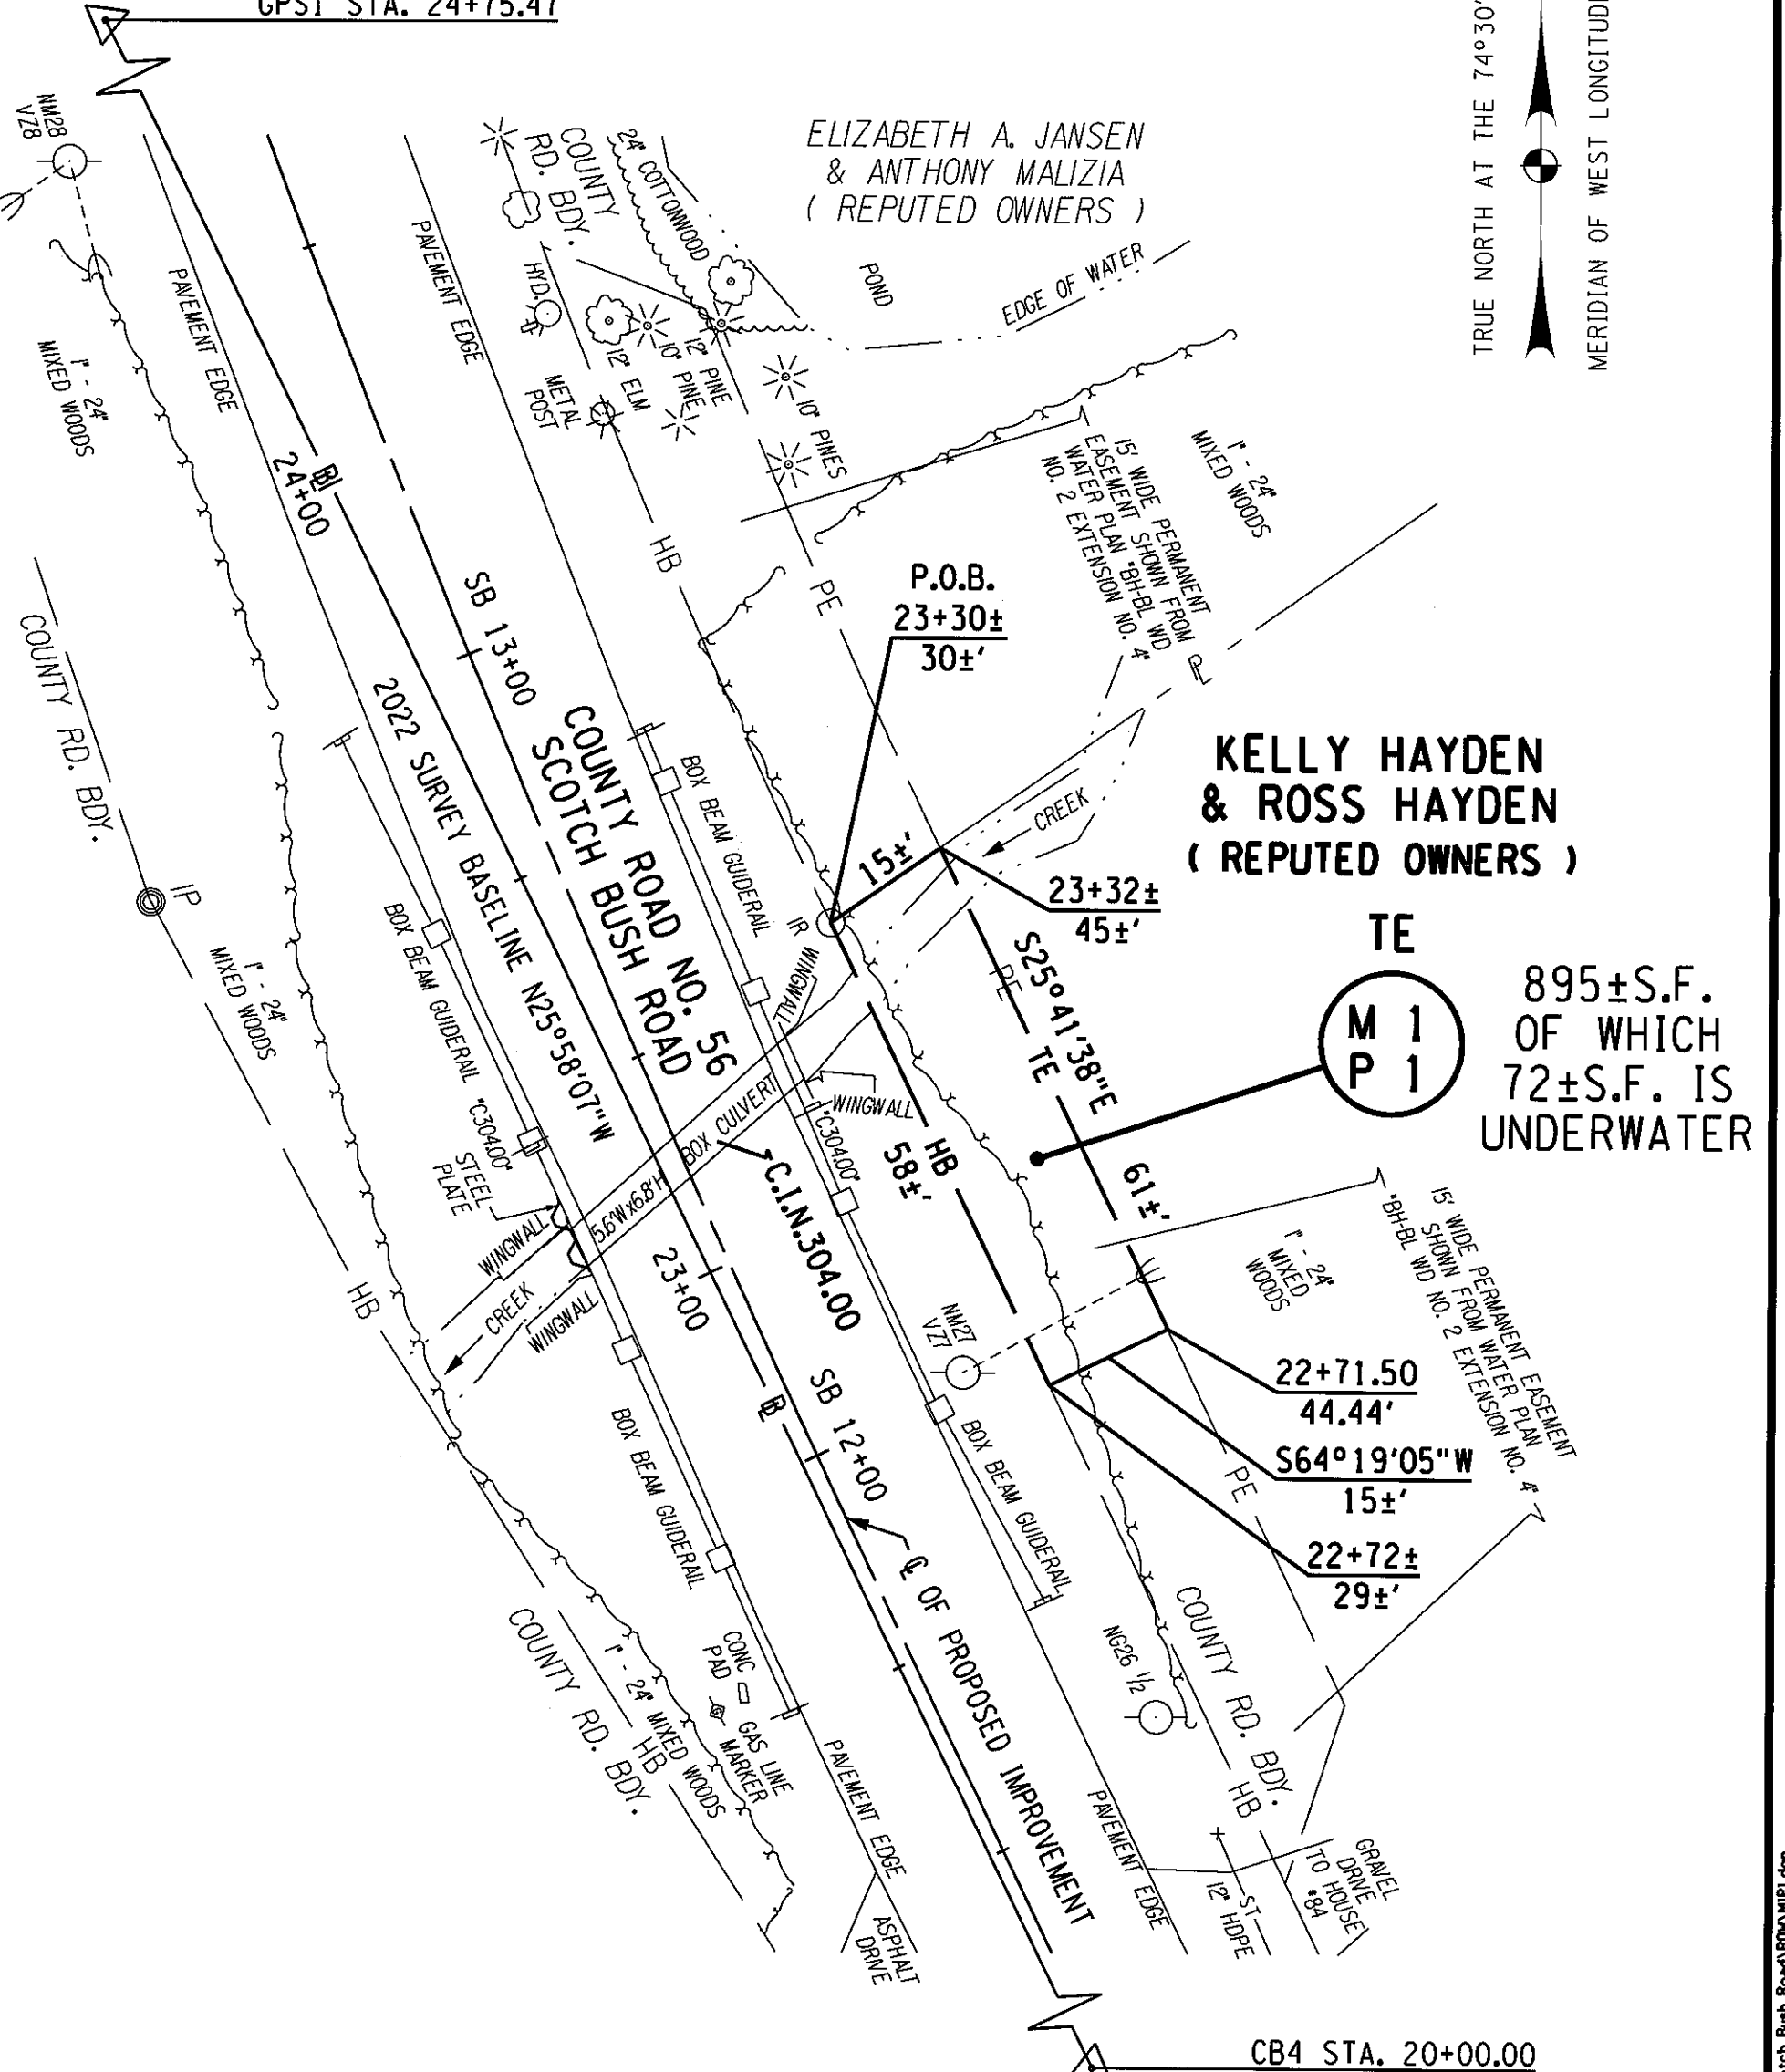 GPS1 STA. 24+75.47
TRUE NORTH AT THE 74°30'
MERIDIAN OF WEST
NM28
VZ8
ELIZABETH A. JANSEN
& ANTHONY MALIZIA
( REPUTED OWNERS )
COUNTY
RD. BDY.
24" COTTONWOOD
PAVEMENT EDGE
PAVEMENT EDGE
HYD.
POND
EDGE OF WATER
1" - 24"
MIXED WOODS
12" ELM
10" PINE
12" PINE
METAL
POST
10" PINES
1" - 24"
MIXED WOODS
15' WIDE PERMANENT
EASEMENT SHOWN FROM
WATER PLAN "BH-BL WD
NO. 2 EXTENSION NO. 4"
24+00
HB
PE
P.O.B.
23+30±
30±'
SB 13+00
COUNTY RD. BDY.
2022 SURVEY BASELINE N25°58'07"W
COUNTY ROAD NO. 56
SCOTCH BUSH ROAD
BOX BEAM GUIDERAIL
KELLY HAYDEN
& ROSS HAYDEN
( REPUTED OWNERS )
CREEK
15±'
23+32±
45±'
IP
IR
BOX BEAM GUIDERAIL
WINGWALL
S25°41'38"E
PE
TE
TE
M 1
P 1
895±S.F.
OF WHICH
72±S.F. IS
UNDERWATER
1" - 24"
MIXED WOODS
"C304.00"
WINGWALL
BOX CULVERT
5.6'Wx6.8'H
"C304.00"
HB
58±'
61±'
STEEL
PLATE
C.I.N.304.00
WINGWALL
CREEK
WINGWALL
HB
23+00
1" - 24"
MIXED
WOODS
15' WIDE PERMANENT EASEMENT
SHOWN FROM WATER PLAN
"BH-BL WD NO. 2 EXTENSION NO. 4"
NM27
VZ7
22+71.50
44.44'
S64°19'05"W
15±'
22+72±
29±'
SB 12+00
BOX BEAM GUIDERAIL
BOX BEAM GUIDERAIL
PE
℄ OF PROPOSED IMPROVEMENT
COUNTY RD. BDY.
1" - 24" MIXED WOODS
HB
CONC
PAD
GAS LINE
MARKER
NG26 1/2
COUNTY RD. BDY.
HB
PAVEMENT EDGE
PAVEMENT EDGE
ASPHALT
DRIVE
GRAVEL
DRIVE
TO HOUSE
#84
ST
12" HDPE
CB4 STA. 20+00.00